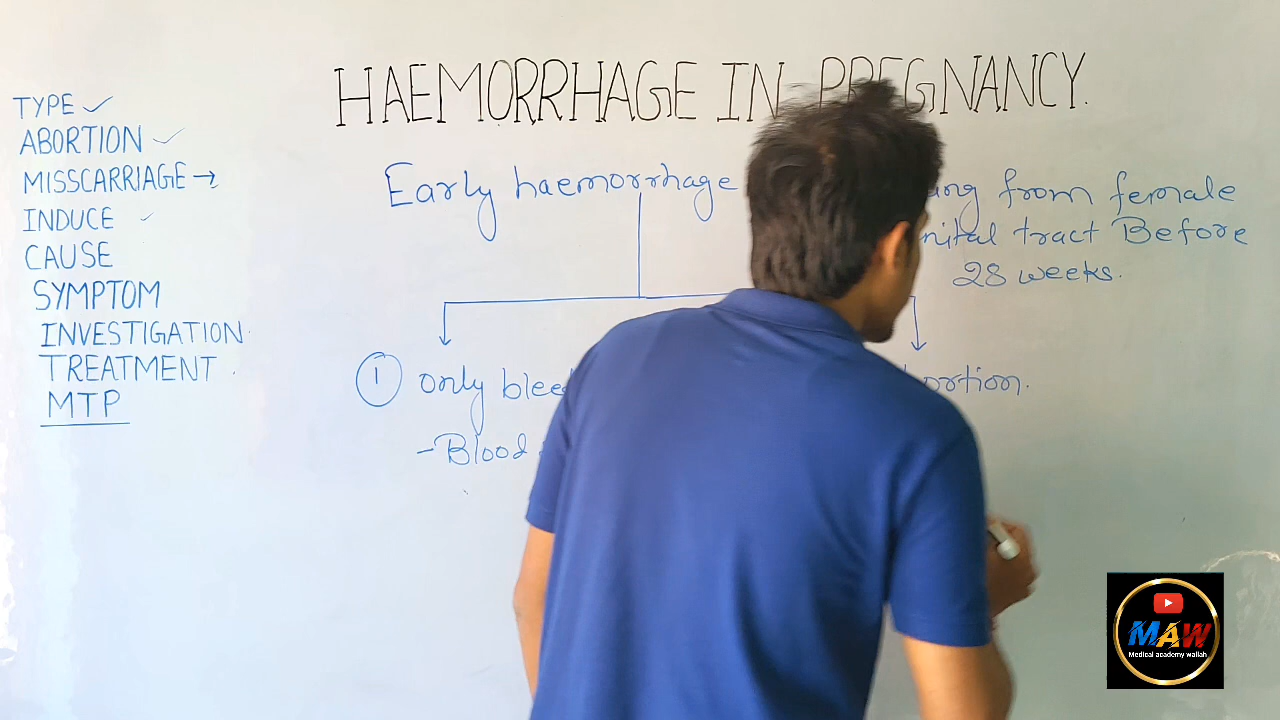 HAEMORRHAGE IN PREGNANCY.
TYPE ✓
ABORTION ✓
MISSCARRIAGE →
INDUCE ✓
CAUSE
SYMPTOM
INVESTIGATION
TREATMENT
MTP
Early haemorrhage
from female
tract Before
28 weeks.
① only
-Blood
MAW
Medical academy wallah